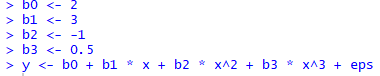 > b0 <- 2
> b1 <- 3
> b2 <- -1
> b3 <- 0.5
> y <- b0 + b1 * x + b2 * x^2 + b3 * x^3 + eps